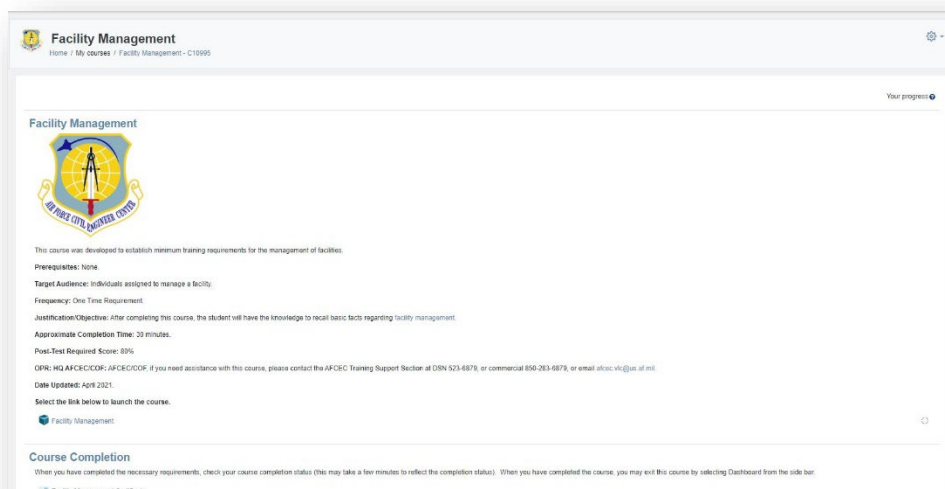 Facility Management
Home / My courses / Facility Management - C10995
Your progress
Facility Management
AIR FORCE CIVIL ENGINEER CENTER
This course was developed to establish minimum training requirements for the management of facilities.
Prerequisites: None.
Target Audience: Individuals assigned to manage a facility.
Frequency: One Time Requirement.
Justification/Objective: After completing this course, the student will have the knowledge to recall basic facts regarding facility management.
Approximate Completion Time: 30 minutes.
Post-Test Required Score: 89%
OPR: HQ AFCEC/COF: AFCEC/COF, if you need assistance with this course, please contact the AFCEC Training Support Section at DSN 523-6879, or commercial 850-283-6879, or email afcec.vlc@us.af.mil.
Date Updated: April 2021.
Select the link below to launch the course.
Facility Management
Course Completion
When you have completed the necessary requirements, check your course completion status (this may take a few minutes to reflect the completion status). When you have completed the course, you may exit this course by selecting Dashboard from the side bar.